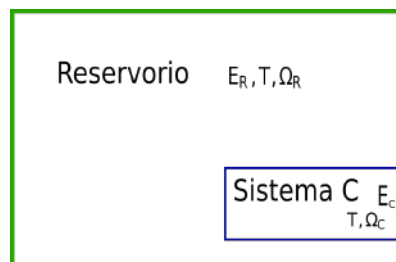 Reservorio E_R, T, Ω_R
Sistema C E_c
T, Ω_C